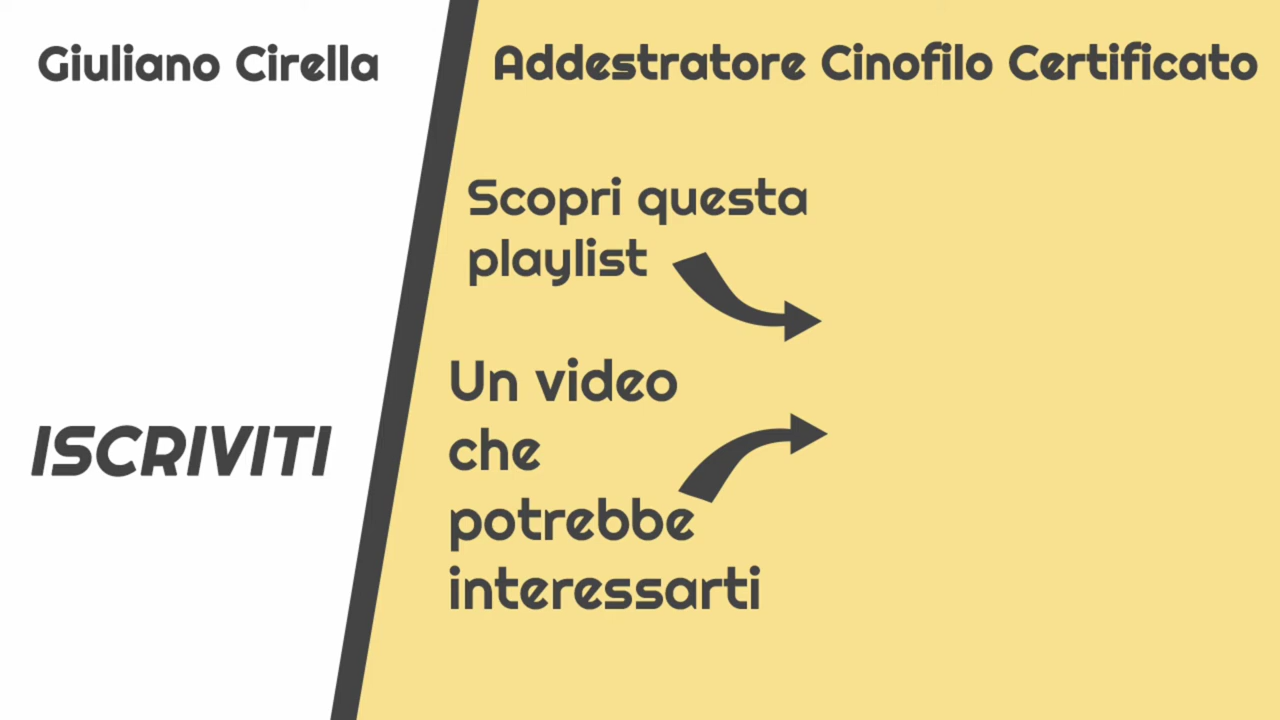 Giuliano Cirella
Addestratore Cinofilo Certificato
Scopri questa
playlist
Un video
che
potrebbe
interessarti
ISCRIVITI